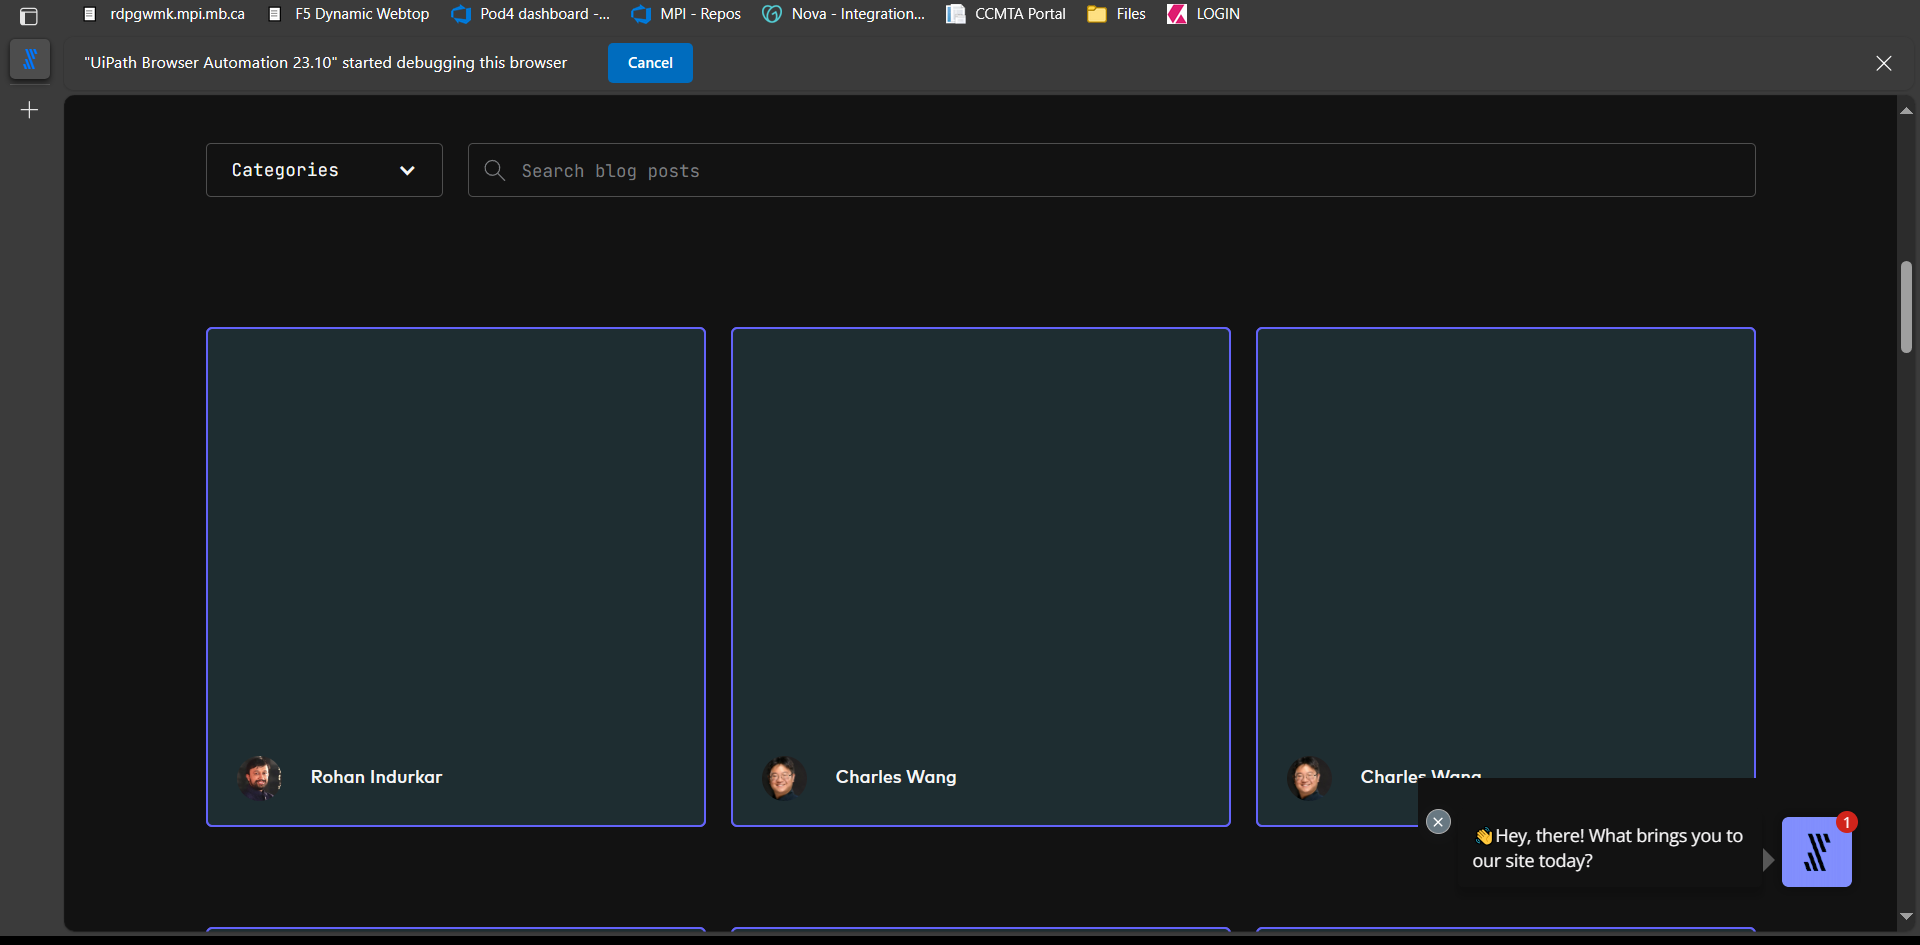 rdpgwmk.mpi.mb.ca F5 Dynamic Webtop Pod4 dashboard -... MPI - Repos Nova - Integration... CCMTA Portal Files LOGIN
"UiPath Browser Automation 23.10" started debugging this browser Cancel
Categories Search blog posts
Rohan Indurkar Charles Wang Charles Wang
1
👋Hey, there! What brings you to
our site today?